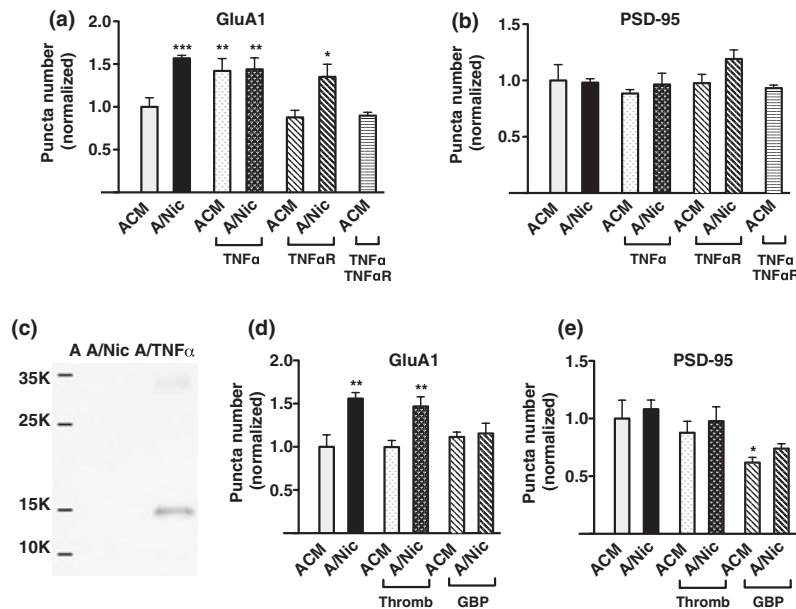 (a)
GluA1
Puncta number
(normalized)
2.0
1.5
1.0
0.5
*** ** ** *
ACM A/Nic ACM A/Nic ACM A/Nic ACM
TNFα TNFαR TNFα
TNFαR
(b)
PSD-95
Puncta number
(normalized)
1.5
1.0
0.5
ACM A/Nic ACM A/Nic ACM A/Nic ACM
TNFα TNFαR TNFα
TNFαR
(c)
A A/Nic A/TNFα
35K
25K
15K
10K
(d)
GluA1
Puncta number
(normalized)
2.0
1.5
1.0
0.5
** **
ACM A/Nic ACM A/Nic ACM A/Nic
Thromb GBP
(e)
PSD-95
Puncta number
(normalized)
1.5
1.0
0.5
*
ACM A/Nic ACM A/Nic ACM A/Nic
Thromb GBP